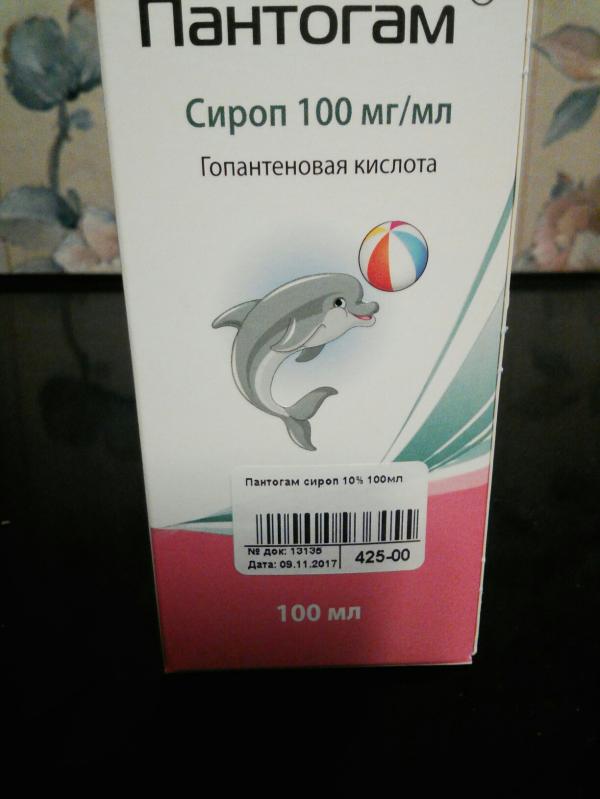 Пантогам®
Сироп 100 мг/мл
Гопантеновая кислота
Пантогам сироп 10% 100мл
№ док: 13135
Дата: 09.11.2017
425-00
100 мл